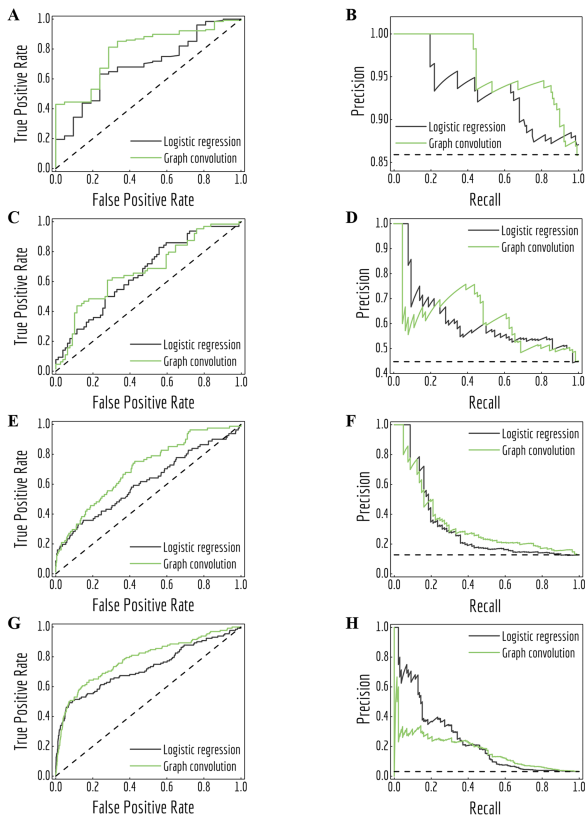 A
True Positive Rate
1.0
0.8
0.6
0.4
0.2
0.0
Logistic regression
Graph convolution
0.0 0.2 0.4 0.6 0.8 1.0
False Positive Rate
B
Precision
1.00
0.95
0.90
0.85
Logistic regression
Graph convolution
0.0 0.2 0.4 0.6 0.8 1.0
Recall
C
True Positive Rate
1.0
0.8
0.6
0.4
0.2
0.0
Logistic regression
Graph convolution
0.0 0.2 0.4 0.6 0.8 1.0
False Positive Rate
D
Precision
1.0
0.9
0.8
0.7
0.6
0.5
0.4
Logistic regression
Graph convolution
0.0 0.2 0.4 0.6 0.8 1.0
Recall
E
True Positive Rate
1.0
0.8
0.6
0.4
0.2
0.0
Logistic regression
Graph convolution
0.0 0.2 0.4 0.6 0.8 1.0
False Positive Rate
F
Precision
1.0
0.8
0.6
0.4
0.2
0.0
Logistic regression
Graph convolution
0.0 0.2 0.4 0.6 0.8 1.0
Recall
G
True Positive Rate
1.0
0.8
0.6
0.4
0.2
0.0
Logistic regression
Graph convolution
0.0 0.2 0.4 0.6 0.8 1.0
False Positive Rate
H
Precision
1.0
0.8
0.6
0.4
0.2
0.0
Logistic regression
Graph convolution
0.0 0.2 0.4 0.6 0.8 1.0
Recall